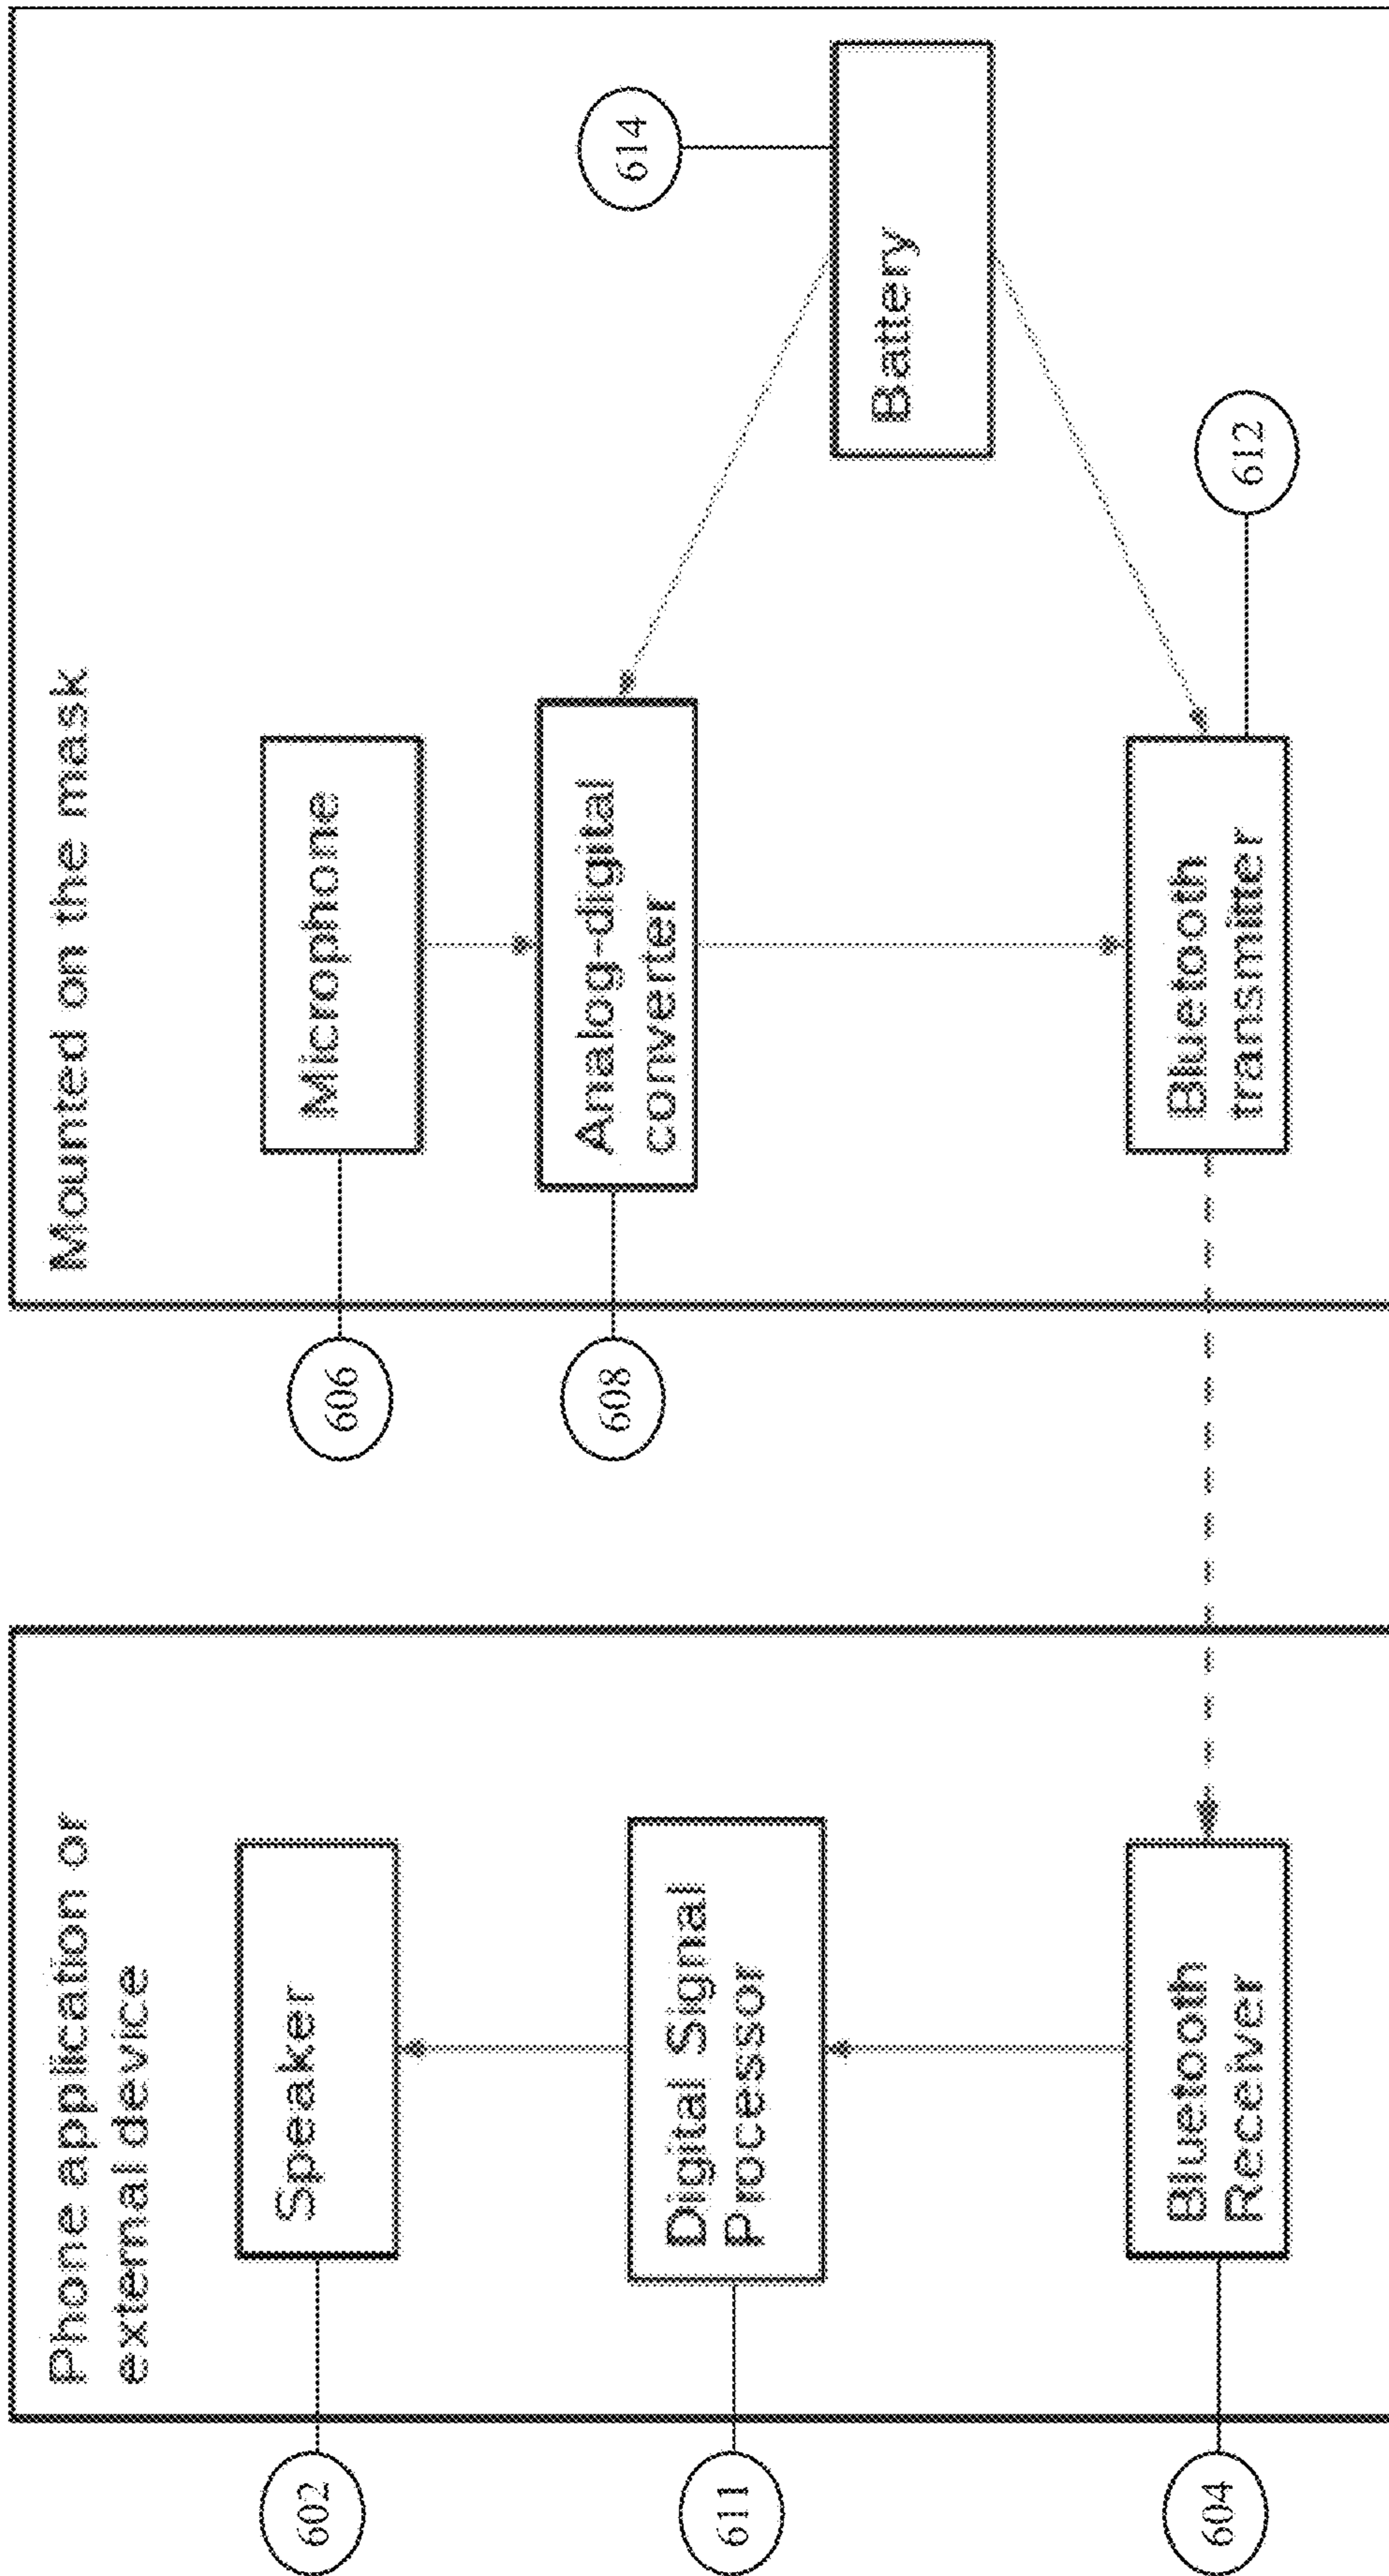 Phone application or
external device
602
Speaker
611
Digital Signal
Processor
604
Bluetooth
Receiver
Mounted on the mask
606
Microphone
608
Analog-digital
converter
614
Battery
612
Bluetooth
transmitter